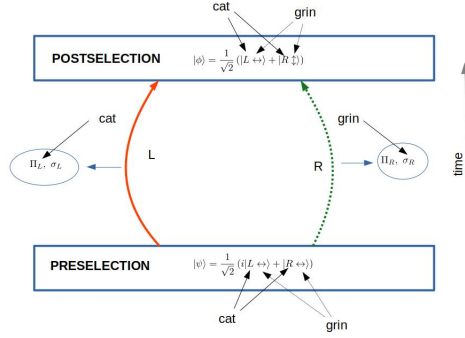 cat
grin
POSTSELECTION |ϕ⟩ = 1/√2 (|L ↔⟩ + |R ↕⟩)
cat
grin
Π_L, σ_L
L
R
Π_R, σ_R
time
PRESELECTION |ψ⟩ = 1/√2 (i|L ↔⟩ + |R ↔⟩)
cat
grin